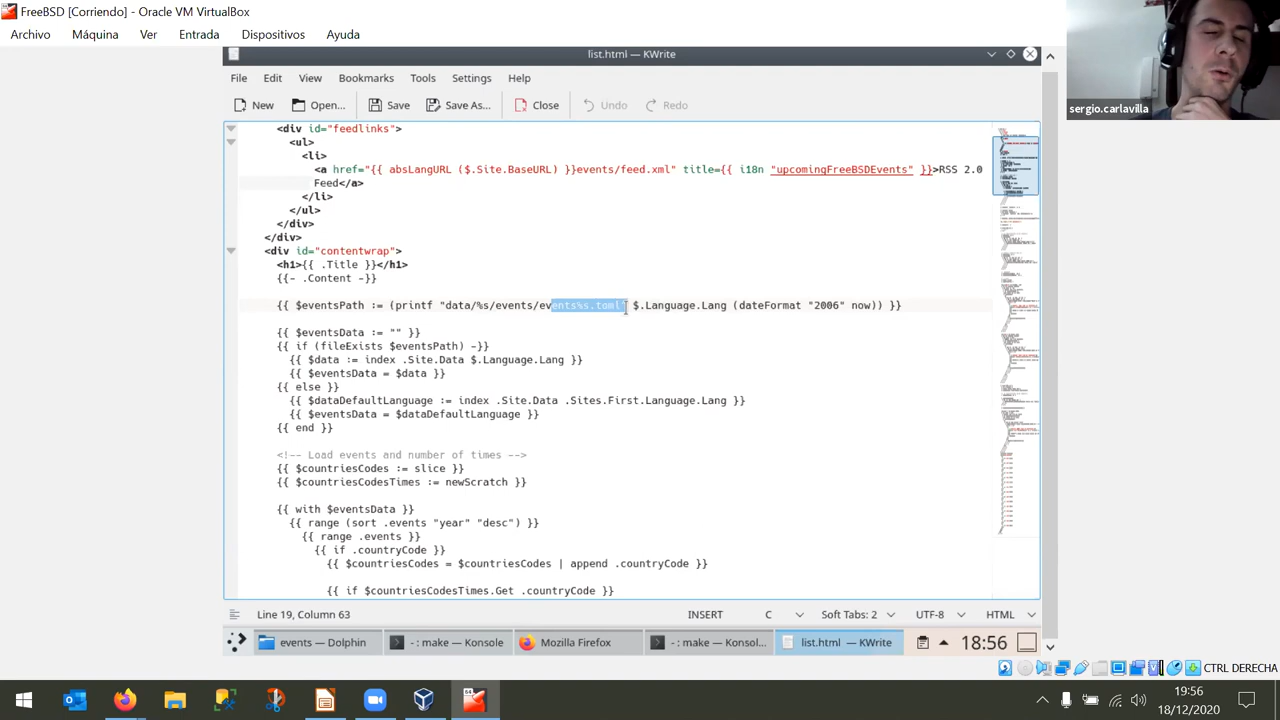 FreeBSD [Corriendo] - Oracle VM VirtualBox
Archivo Máquina Ver Entrada Dispositivos Ayuda
list.html — KWrite
File Edit View Bookmarks Tools Settings Help
New Open... Save Save As... Close Undo Redo
sergio.carlavilla
<div id="feedlinks">
<ul>
<li>
<a href="{{ absLangURL ($.Site.BaseURL) }}events/feed.xml" title={{ i18n "upcomingFreeBSDEvents" }}>RSS 2.0
Feed</a>
</li>
</ul>
</div>
</div>
<div id="contentwrap">
<h1>{{ .Title }}</h1>
{{- .Content -}}
{{ $eventsPath := (printf "data/%s/events/events%s.toml" $.Language.Lang (dateFormat "2006" now)) }}
{{ $eventsData := "" }}
{{ if (fileExists $eventsPath) -}}
{{ $data := index .Site.Data $.Language.Lang }}
{{ $eventsData = $data }}
{{ else }}
{{ $dataDefaultLanguage := index .Site.Data .Sites.First.Language.Lang }}
{{ $eventsData = $dataDefaultLanguage }}
{{ end }}
<!-- Load events and number of times -->
{{ $countriesCodes := slice }}
{{ $countriesCodesTimes := newScratch }}
{{ with $eventsData }}
{{ range (sort .events "year" "desc") }}
{{ range .events }}
{{ if .countryCode }}
{{ $countriesCodes = $countriesCodes | append .countryCode }}
{{ if $countriesCodesTimes.Get .countryCode }}
Line 19, Column 63 INSERT C Soft Tabs: 2 UTF-8 HTML
events — Dolphin - : make — Konsole Mozilla Firefox - : make — Konsol... list.html — KWrite 18:56
CTRL DERECHA
19:56
18/12/2020